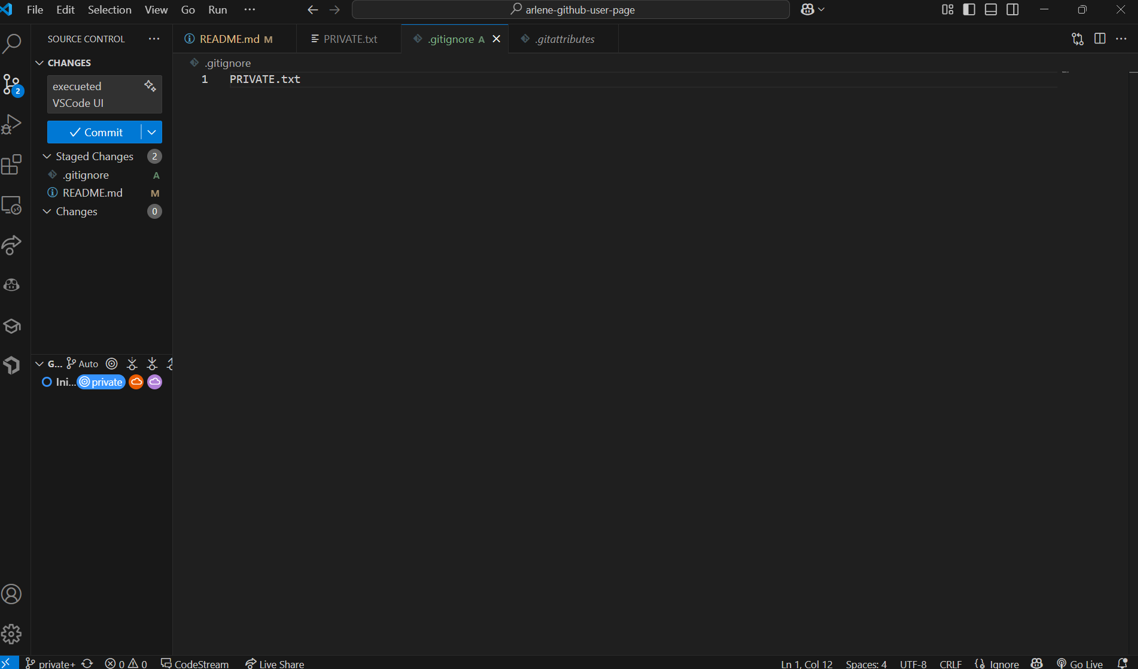 File Edit Selection View Go Run ···
arlene-github-user-page
SOURCE CONTROL ···
README.md M
PRIVATE.txt
.gitignore A
.gitattributes
CHANGES
.gitignore
1 PRIVATE.txt
execueted
VSCode UI
Commit
2
Staged Changes 2
.gitignore A
README.md M
Changes 0
G... Auto
Ini... private
private+ 0 0 CodeStream Live Share Ln 1, Col 12 Spaces: 4 UTF-8 CRLF {} Ignore Go Live